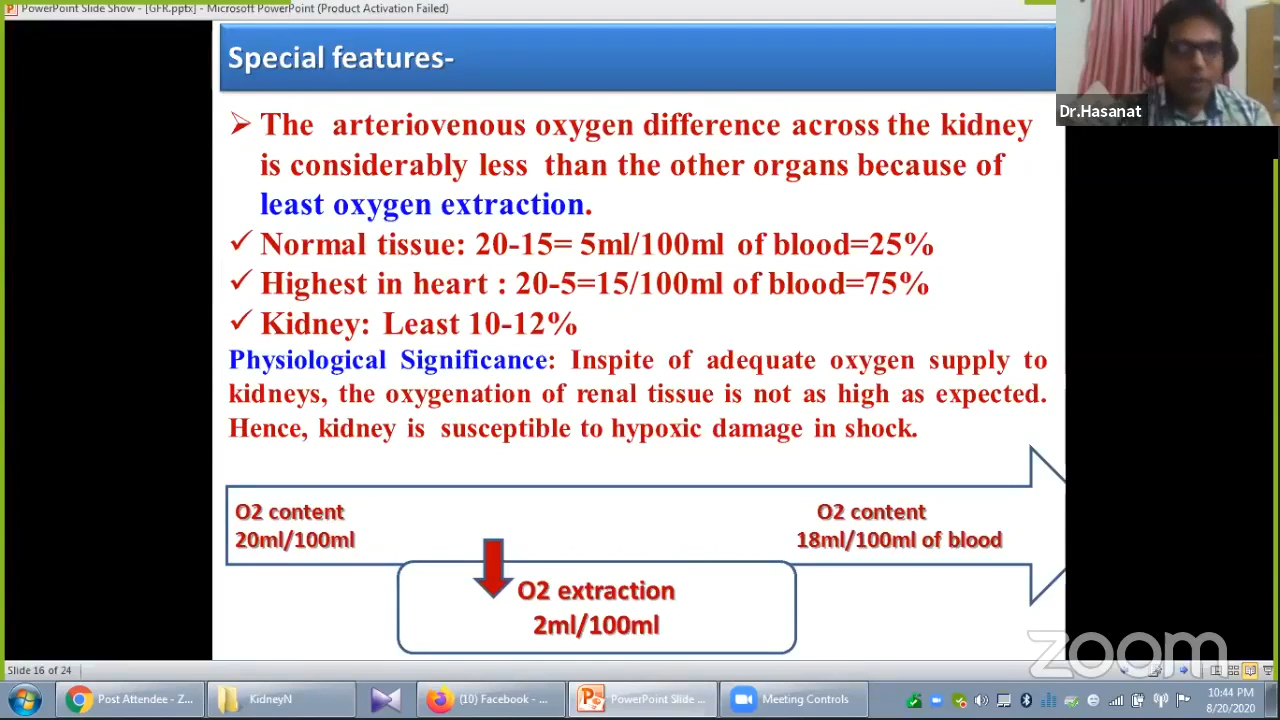 PowerPoint Slide Show - [GFR.pptx] - Microsoft PowerPoint (Product Activation Failed)
Special features-
Dr.Hasanat
The arteriovenous oxygen difference across the kidney
is considerably less than the other organs because of
least oxygen extraction.
Normal tissue: 20-15= 5ml/100ml of blood=25%
Highest in heart : 20-5=15/100ml of blood=75%
Kidney: Least 10-12%
Physiological Significance: Inspite of adequate oxygen supply to
kidneys, the oxygenation of renal tissue is not as high as expected.
Hence, kidney is susceptible to hypoxic damage in shock.
O2 content
20ml/100ml
O2 content
18ml/100ml of blood
O2 extraction
2ml/100ml
zoom
Slide 16 of 24
Post Attendee - Z...
KidneyN
(10) Facebook - ...
PowerPoint Slide ...
Meeting Controls
10:44 PM
8/20/2020